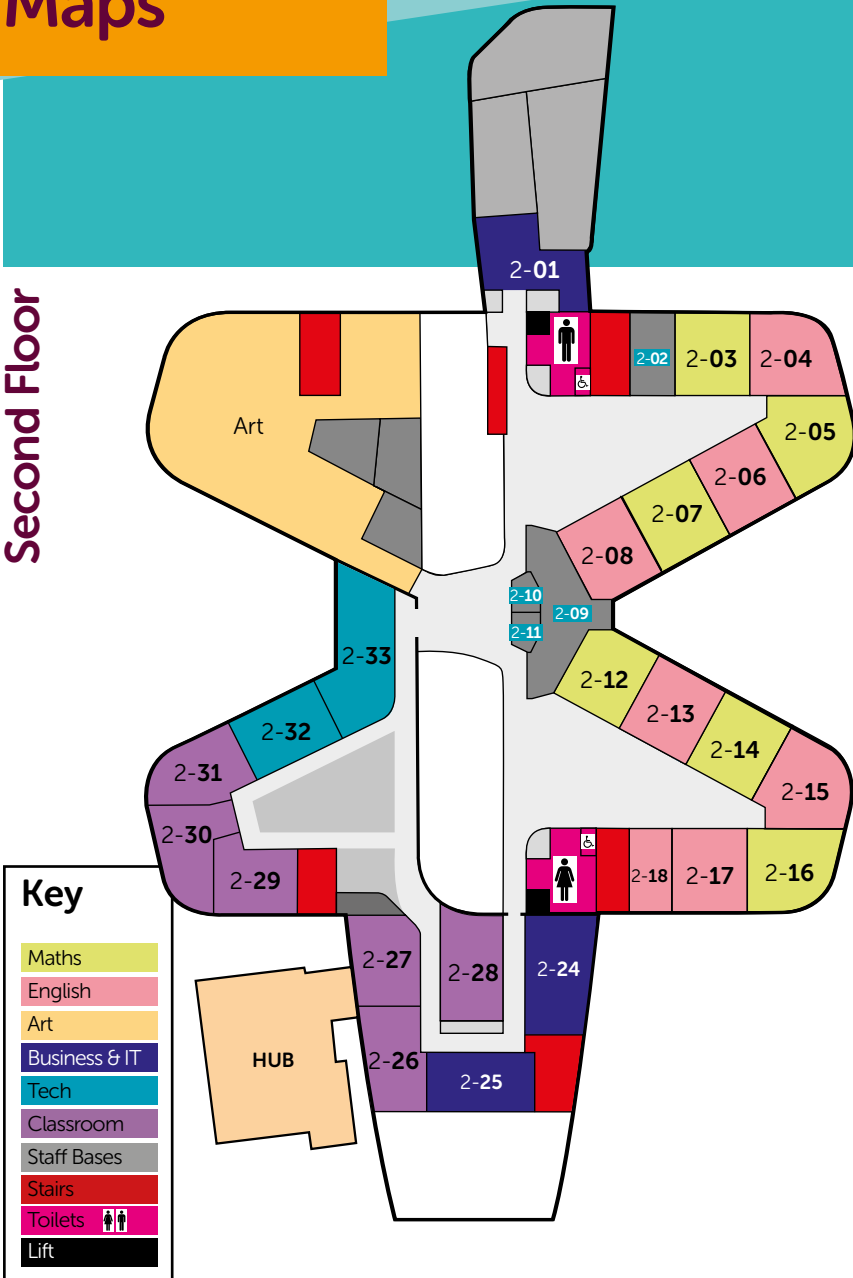 Maps
Second Floor
2-01
2-02
2-03
2-04
Art
2-05
2-06
2-07
2-08
2-10
2-09
2-11
2-33
2-12
2-13
2-32
2-14
2-31
2-15
2-30
2-29
2-18
2-17
2-16
2-27
2-28
2-24
2-26
2-25
HUB
Key
Maths
English
Art
Business & IT
Tech
Classroom
Staff Bases
Stairs
Toilets
Lift